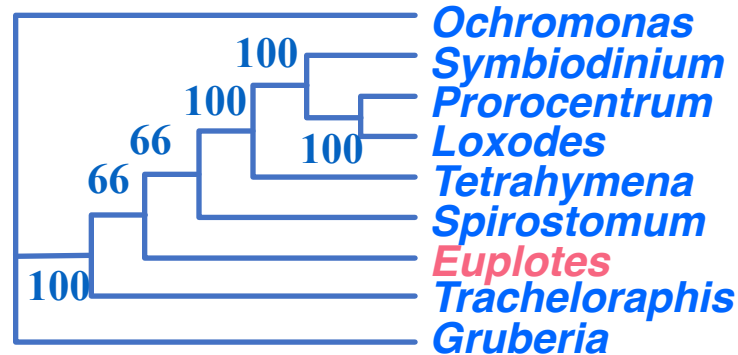 Ochromonas
100
Symbiodinium
100
Prorocentrum
66
100
Loxodes
66
Tetrahymena
Spirostomum
Euplotes
100
Tracheloraphis
Gruberia